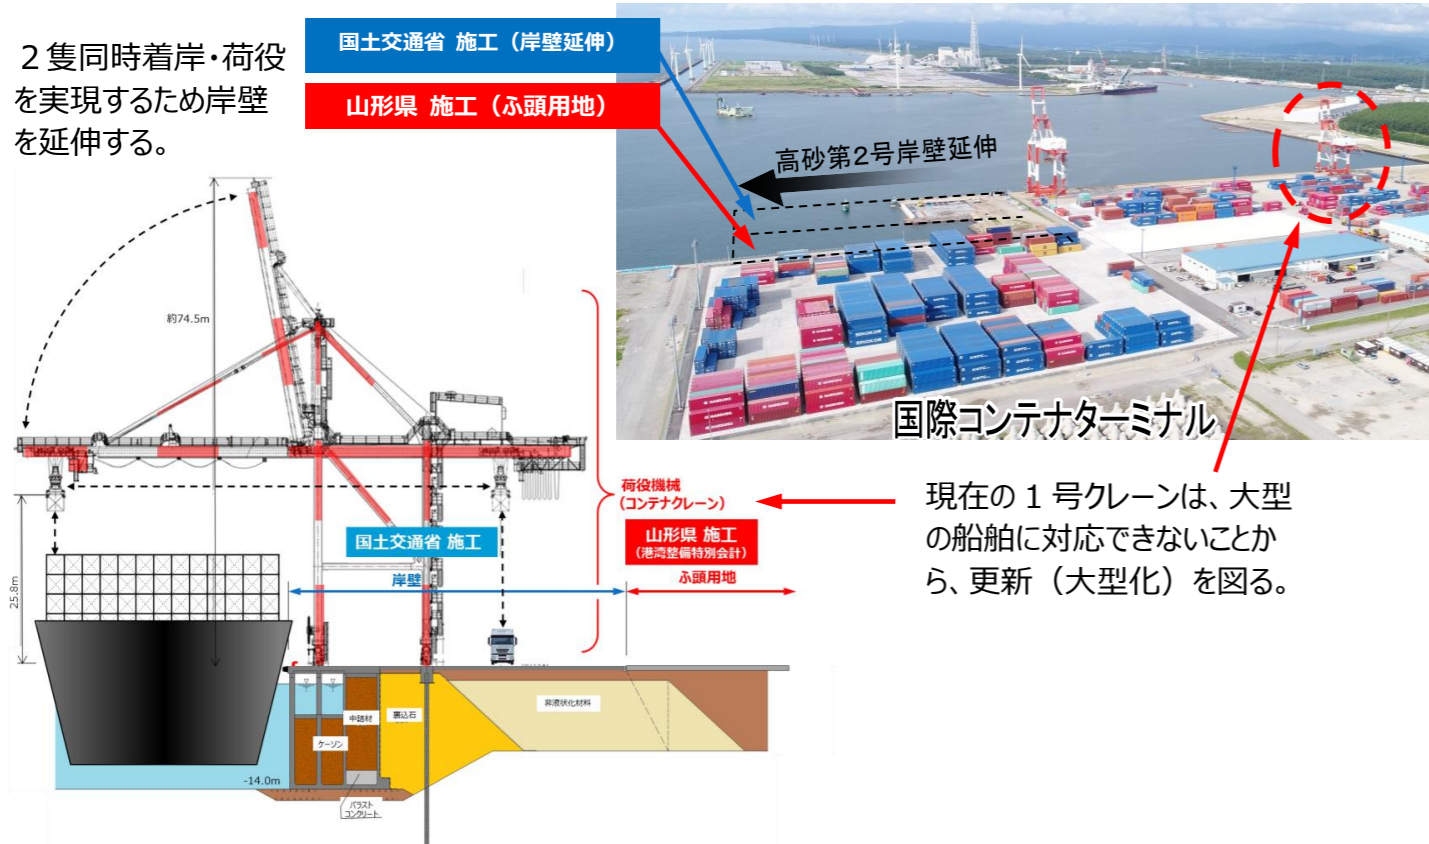 ２隻同時着岸・荷役
を実現するため岸壁
を延伸する。
国土交通省 施工（岸壁延伸）
山形県 施工（ふ頭用地）
高砂第2号岸壁延伸
国際コンテナターミナル
約74.5m
荷役機械
（コンテナクレーン）
国土交通省 施工
山形県 施工
（港湾整備特別会計）
岸壁
ふ頭用地
25.8m
現在の１号クレーンは、大型
の船舶に対応できないことか
ら、更新（大型化）を図る。
中詰材
裏込石
非液状化材料
ケーソン
-14.0m
バラスト
コンクリート